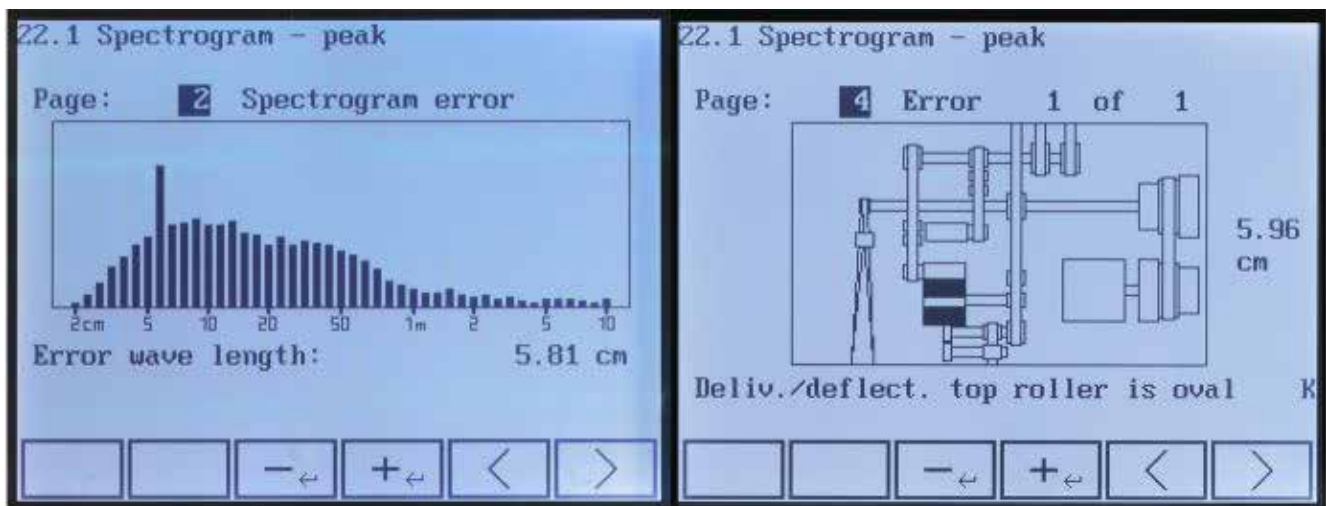 22.1 Spectrogram - peak
Page: 2 Spectrogram error
2cm 5 10 20 50 1m 2 5 10
Error wave length: 5.81 cm
- + < >
22.1 Spectrogram - peak
Page: 4 Error 1 of 1
5.96
cm
Deliv./deflect. top roller is oval K
- + < >